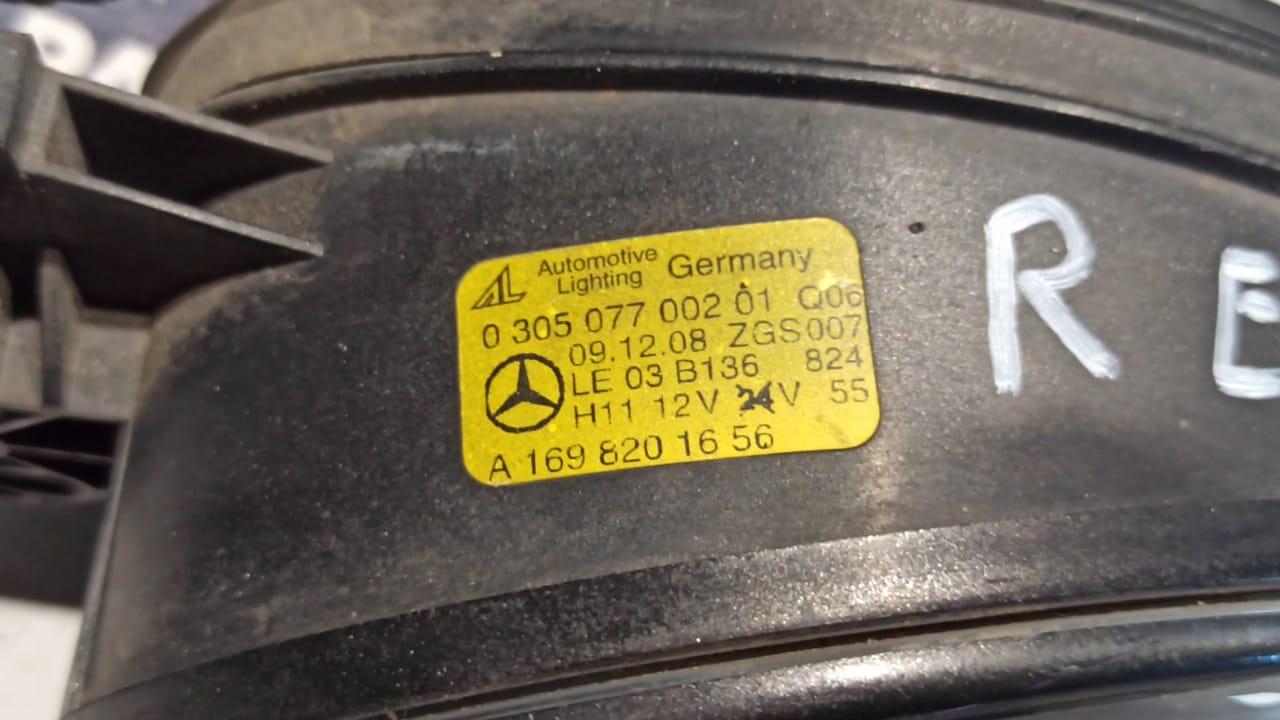 AL Automotive Lighting Germany
0 305 077 002 01 Q06
09.12.08 ZGS007
LE 03 B136 824
H11 12V 24V 55
A 169 820 16 56
R E